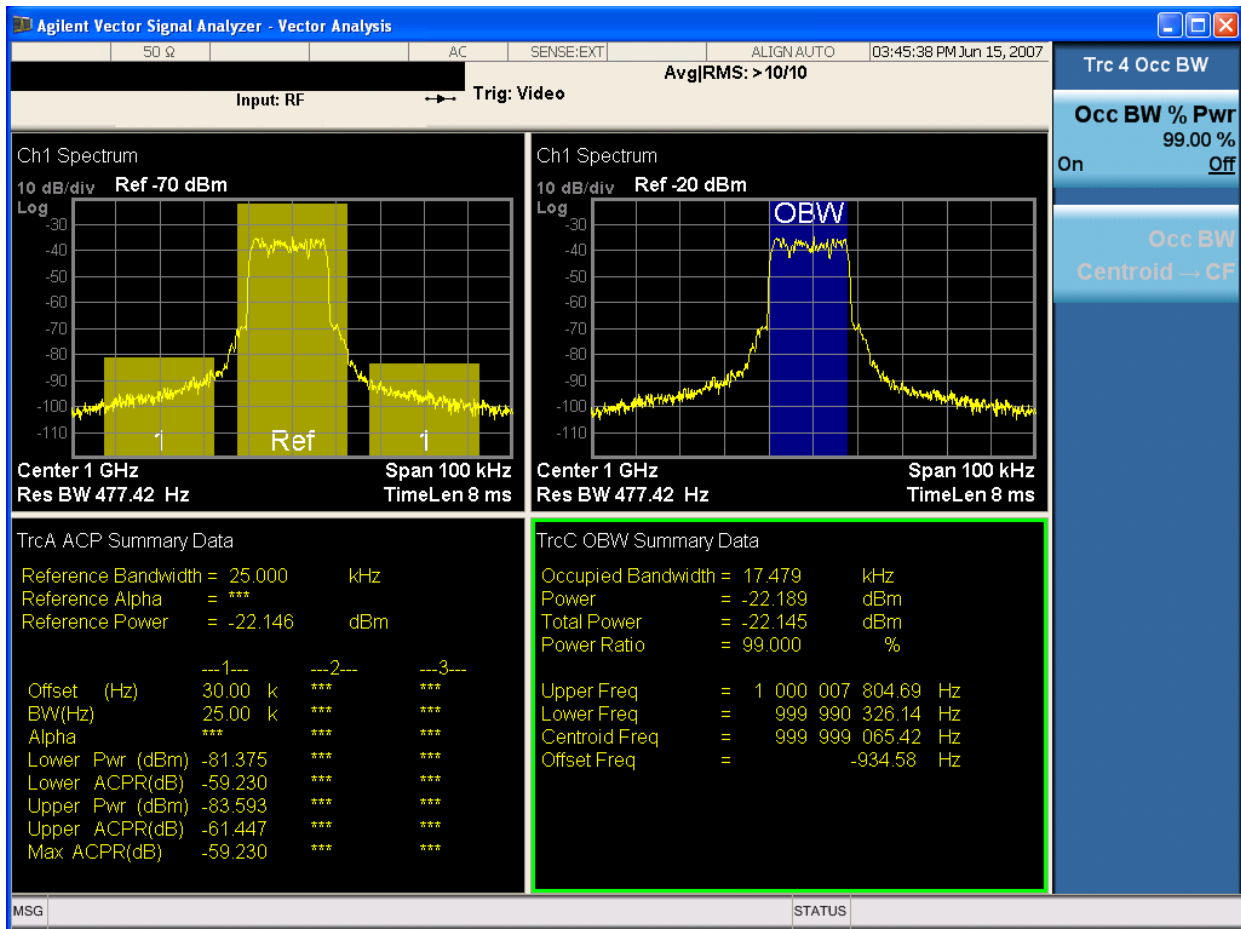 Agilent Vector Signal Analyzer - Vector Analysis
50 Ω AC SENSE:EXT ALIGN AUTO 03:45:38 PM Jun 15, 2007
Avg|RMS: >10/10
Input: RF Trig: Video
Trc 4 Occ BW
Occ BW % Pwr
99.00 %
On Off
Occ BW
Centroid → CF
Ch1 Spectrum
10 dB/div Ref -70 dBm
Log
-30
-40
-50
-60
-70
-80
-90
-100
-110
1 Ref 1
Center 1 GHz Span 100 kHz
Res BW 477.42 Hz TimeLen 8 ms
Ch1 Spectrum
10 dB/div Ref -20 dBm
Log
OBW
-30
-40
-50
-60
-70
-80
-90
-100
-110
Center 1 GHz Span 100 kHz
Res BW 477.42 Hz TimeLen 8 ms
TrcA ACP Summary Data
Reference Bandwidth = 25.000 kHz
Reference Alpha = ***
Reference Power = -22.146 dBm
---1--- ---2--- ---3---
Offset (Hz) 30.00 k *** ***
BW(Hz) 25.00 k *** ***
Alpha *** *** ***
Lower Pwr (dBm) -81.375 *** ***
Lower ACPR(dB) -59.230 *** ***
Upper Pwr (dBm) -83.593 *** ***
Upper ACPR(dB) -61.447 *** ***
Max ACPR(dB) -59.230 *** ***
TrcC OBW Summary Data
Occupied Bandwidth = 17.479 kHz
Power = -22.189 dBm
Total Power = -22.145 dBm
Power Ratio = 99.000 %
Upper Freq = 1 000 007 804.69 Hz
Lower Freq = 999 990 326.14 Hz
Centroid Freq = 999 999 065.42 Hz
Offset Freq = -934.58 Hz
MSG STATUS